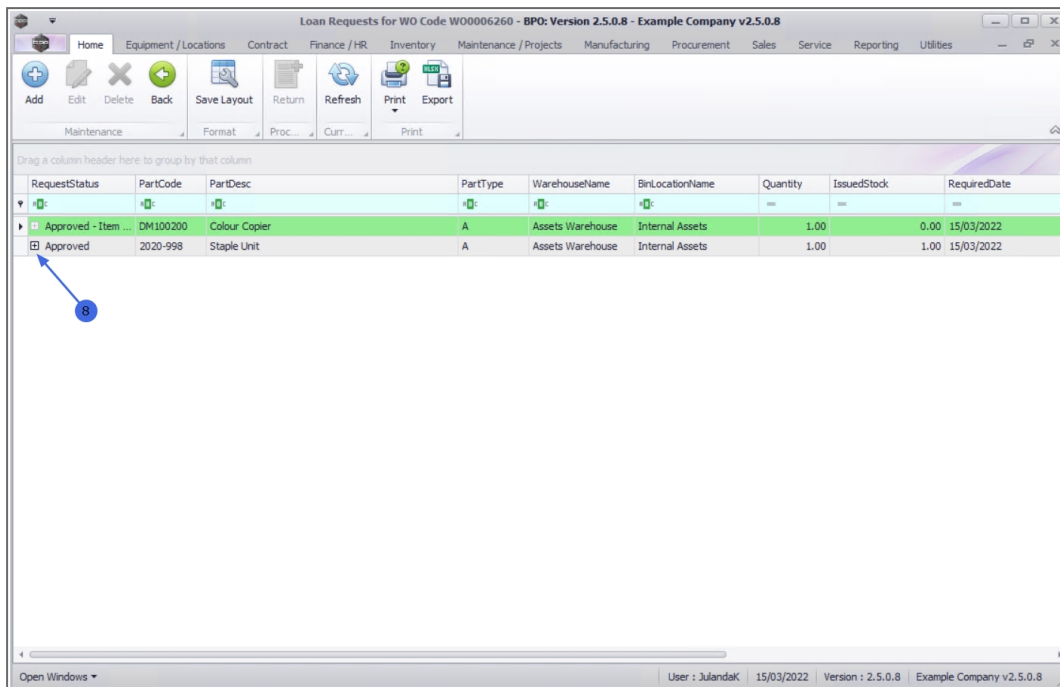 Loan Requests for WO Code WO0006260 - BPO: Version 2.5.0.8 - Example Company v2.5.0.8
Home Equipment / Locations Contract Finance / HR Inventory Maintenance / Projects Manufacturing Procurement Sales Service Reporting Utilities
Add Edit Delete Back Save Layout Return Refresh Print Export
Maintenance Format Proc... Curr... Print
Drag a column header here to group by that column
RequestStatus PartCode PartDesc PartType WarehouseName BinLocationName Quantity IssuedStock RequiredDate
Approved - Item ... DM100200 Colour Copier A Assets Warehouse Internal Assets 1.00 0.00 15/03/2022
Approved 2020-998 Staple Unit A Assets Warehouse Internal Assets 1.00 1.00 15/03/2022
8
Open Windows User : JulandaK 15/03/2022 Version : 2.5.0.8 Example Company v2.5.0.8